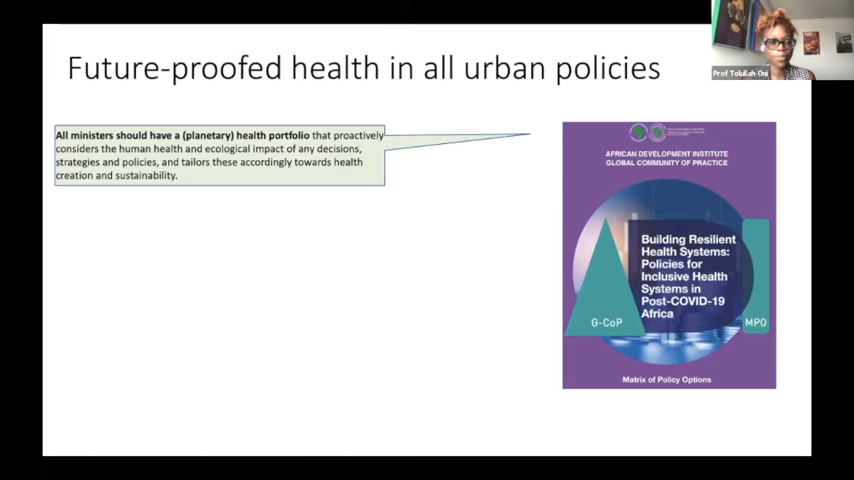 Future-proofed health in all urban policies
Prof Tolullah Oni
All ministers should have a (planetary) health portfolio that proactively
considers the human health and ecological impact of any decisions,
strategies and policies, and tailors these accordingly towards health
creation and sustainability.
AFRICAN DEVELOPMENT INSTITUTE
GLOBAL COMMUNITY OF PRACTICE
Building Resilient
Health Systems:
Policies for
Inclusive Health
Systems in
Post-COVID-19
Africa
G-CoP
MPO
Matrix of Policy Options